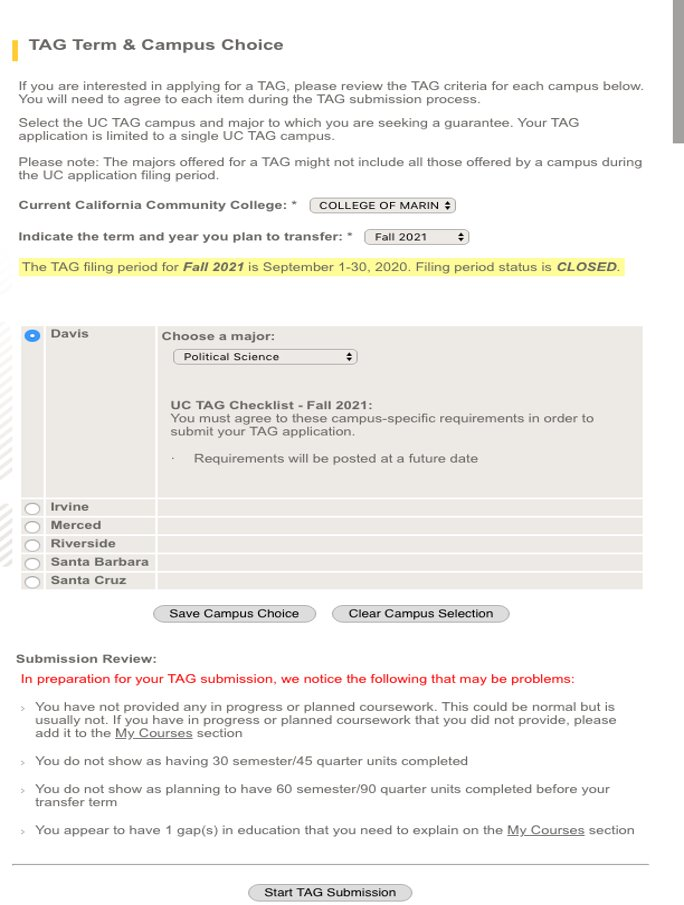 TAG Term & Campus Choice
If you are interested in applying for a TAG, please review the TAG criteria for each campus below.
You will need to agree to each item during the TAG submission process.
Select the UC TAG campus and major to which you are seeking a guarantee. Your TAG
application is limited to a single UC TAG campus.
Please note: The majors offered for a TAG might not include all those offered by a campus during
the UC application filing period.
Current California Community College: * COLLEGE OF MARIN
Indicate the term and year you plan to transfer: * Fall 2021
The TAG filing period for Fall 2021 is September 1-30, 2020. Filing period status is CLOSED.
Davis Choose a major:
Political Science
UC TAG Checklist - Fall 2021:
You must agree to these campus-specific requirements in order to
submit your TAG application.
· Requirements will be posted at a future date
Irvine
Merced
Riverside
Santa Barbara
Santa Cruz
Save Campus Choice Clear Campus Selection
Submission Review:
In preparation for your TAG submission, we notice the following that may be problems:
› You have not provided any in progress or planned coursework. This could be normal but is
usually not. If you have in progress or planned coursework that you did not provide, please
add it to the My Courses section
› You do not show as having 30 semester/45 quarter units completed
› You do not show as planning to have 60 semester/90 quarter units completed before your
transfer term
› You appear to have 1 gap(s) in education that you need to explain on the My Courses section
Start TAG Submission